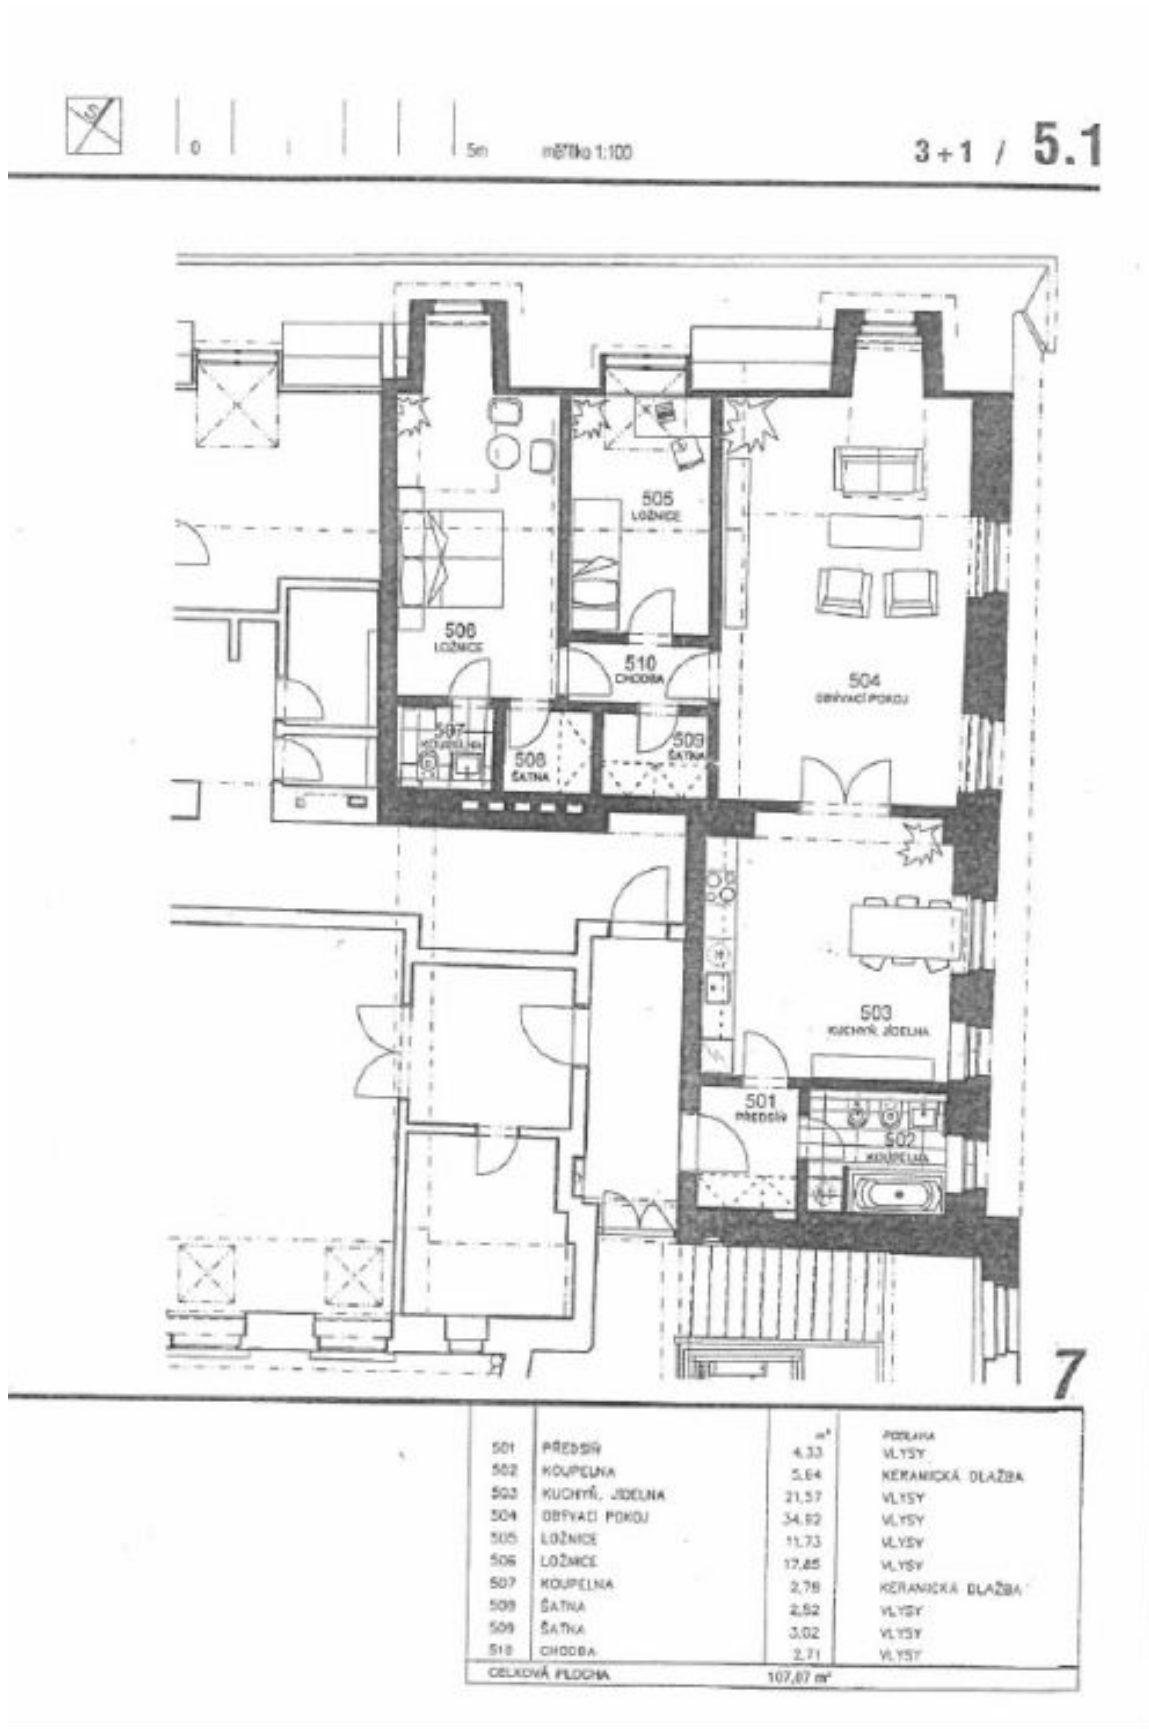 S
0
5m
měřítko 1:100
3+1 / 5.1
505
LOŽNICE
506
LOŽNICE
510
CHODBA
504
OBÝVACÍ POKOJ
507
KOUPELNA
508
ŠATNA
509
ŠATNA
503
KUCHYŇ, JÍDELNA
501
PŘEDSÍŇ
502
KOUPELNA
7
m² PODLAHA
501 PŘEDSÍŇ 4,33 VLYSY
502 KOUPELNA 5,64 KERAMICKÁ DLAŽBA
503 KUCHYŇ, JÍDELNA 21,57 VLYSY
504 OBÝVACÍ POKOJ 34,92 VLYSY
505 LOŽNICE 11,73 VLYSY
506 LOŽNICE 17,85 VLYSY
507 KOUPELNA 2,78 KERAMICKÁ DLAŽBA
508 ŠATNA 2,52 VLYSY
509 ŠATNA 3,02 VLYSY
510 CHODBA 2,71 VLYSY
CELKOVÁ PLOCHA 107,07 m²